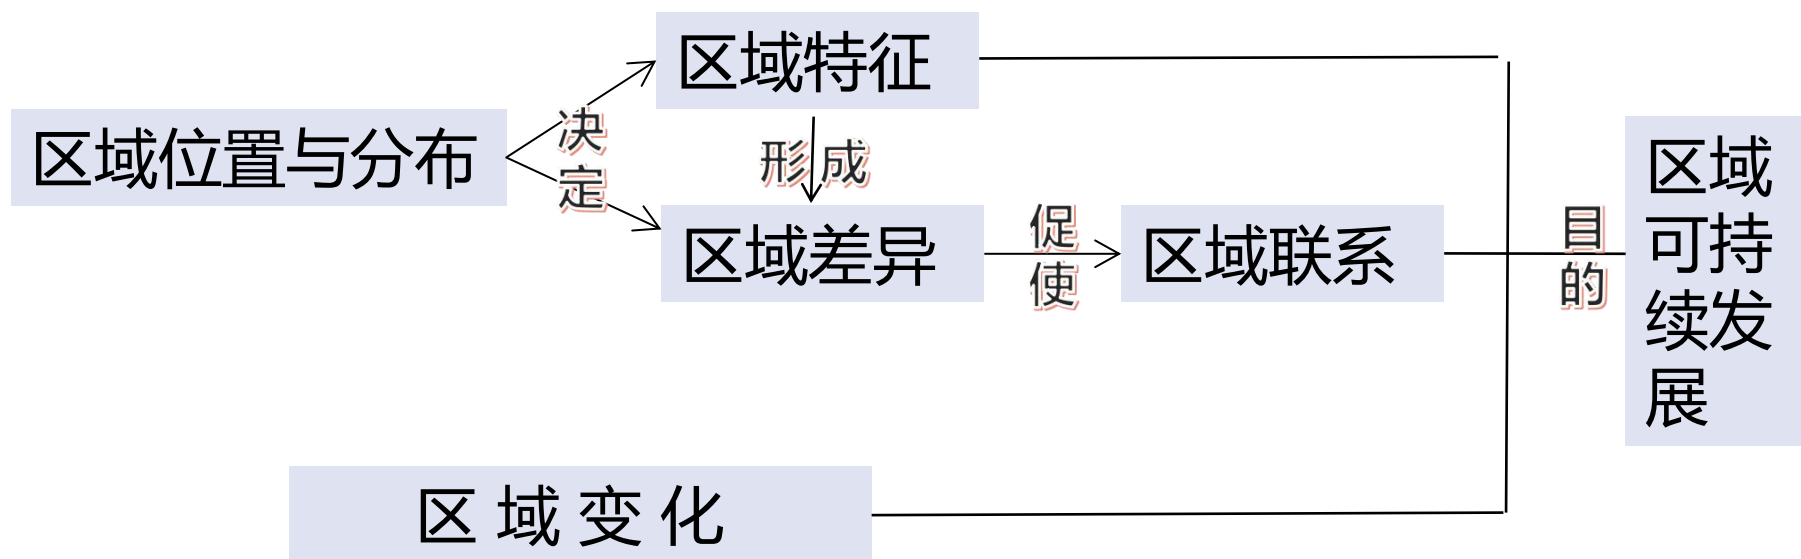 区域特征
区域位置与分布
决
定
形成
区域差异
促
使
区域联系
目
的
区域
可持
续发
展
区域变化